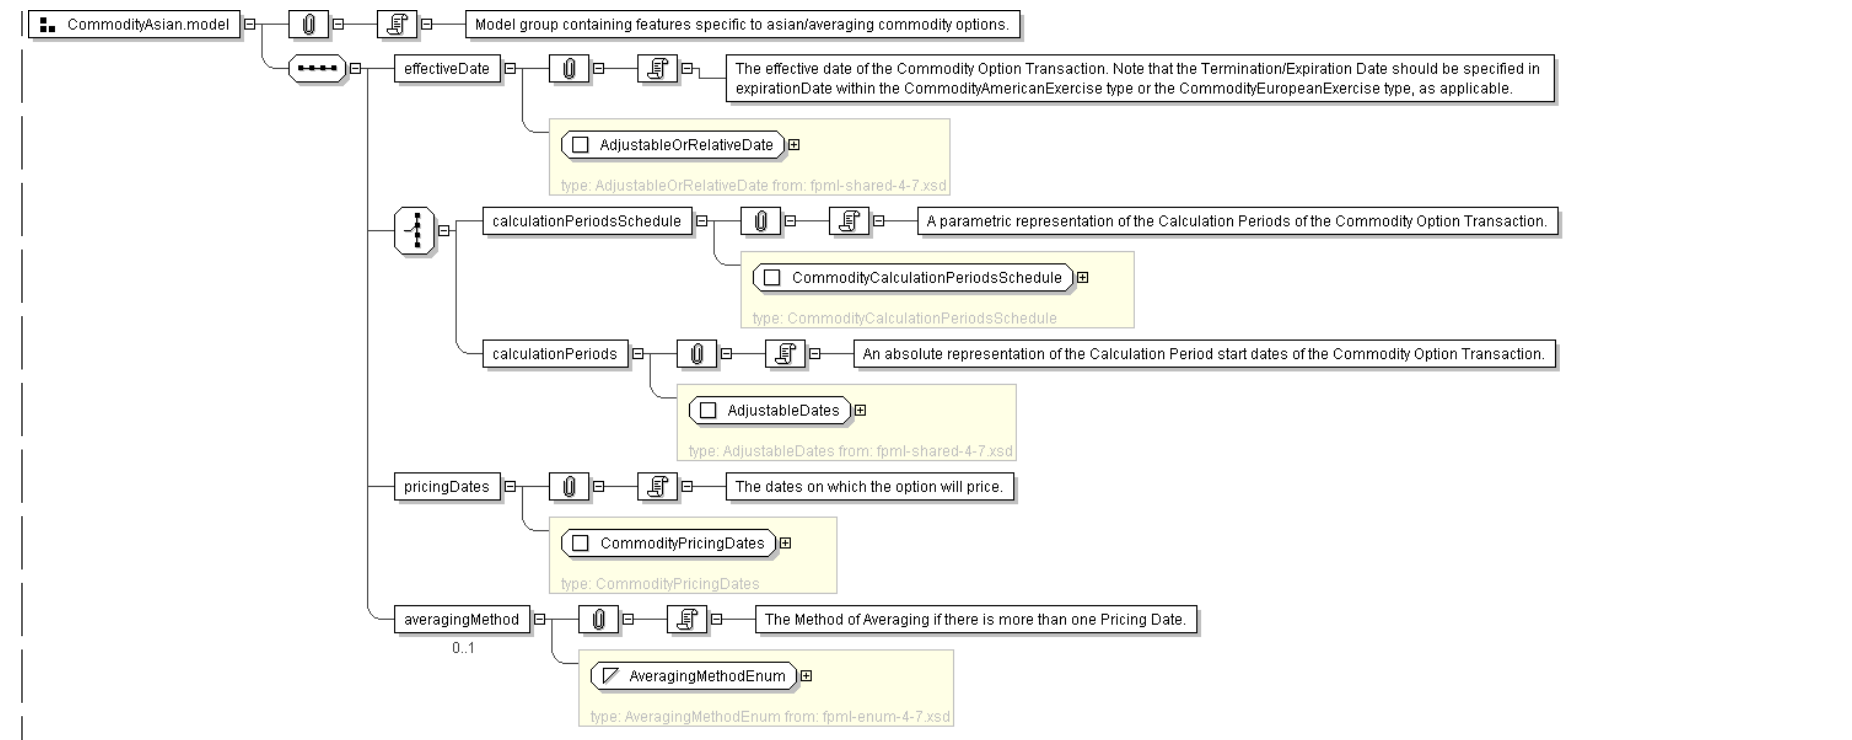 CommodityAsian.model
Model group containing features specific to asian/averaging commodity options.
effectiveDate
The effective date of the Commodity Option Transaction. Note that the Termination/Expiration Date should be specified in
expirationDate within the CommodityAmericanExercise type or the CommodityEuropeanExercise type, as applicable.
AdjustableOrRelativeDate
type: AdjustableOrRelativeDate from: fpml-shared-4-7.xsd
calculationPeriodsSchedule
A parametric representation of the Calculation Periods of the Commodity Option Transaction.
CommodityCalculationPeriodsSchedule
type: CommodityCalculationPeriodsSchedule
calculationPeriods
An absolute representation of the Calculation Period start dates of the Commodity Option Transaction.
AdjustableDates
type: AdjustableDates from: fpml-shared-4-7.xsd
pricingDates
The dates on which the option will price.
CommodityPricingDates
type: CommodityPricingDates
averagingMethod
The Method of Averaging if there is more than one Pricing Date.
0..1
AveragingMethodEnum
type: AveragingMethodEnum from: fpml-enum-4-7.xsd